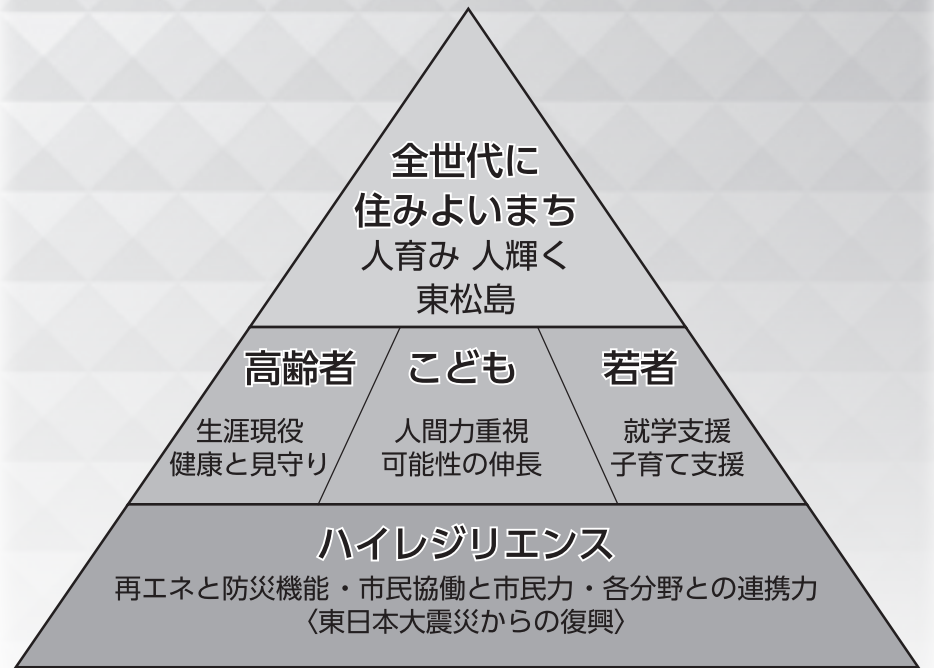 全世代に
住みよいまち
人育み 人輝く
東松島
高齢者
生涯現役
健康と見守り
こども
人間力重視
可能性の伸長
若者
就学支援
子育て支援
ハイレジリエンス
再エネと防災機能・市民協働と市民力・各分野との連携力
〈東日本大震災からの復興〉